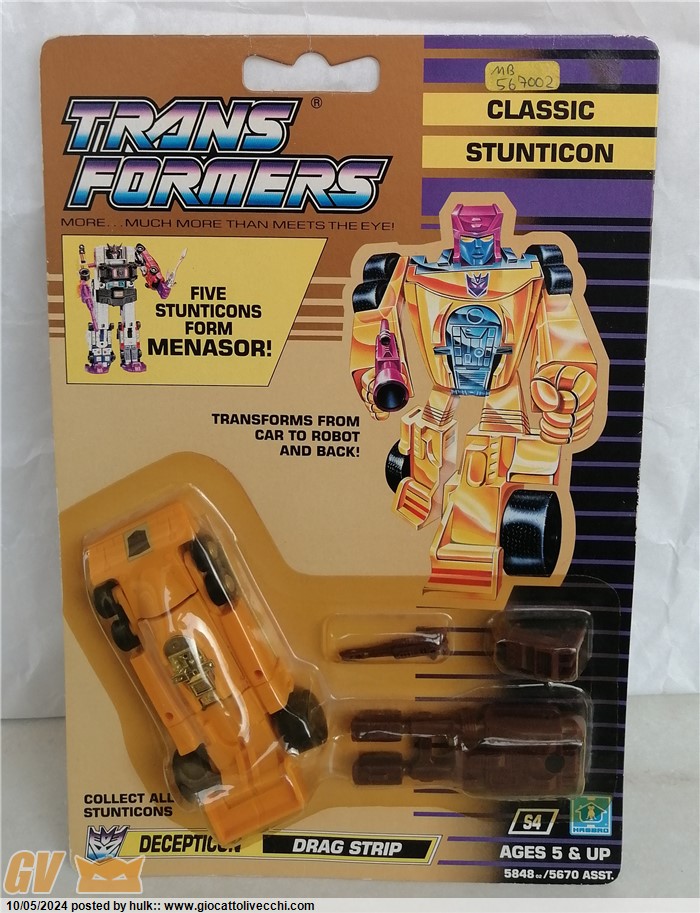 MB
567002
CLASSIC
STUNTICON
TRANS
FORMERS
®
MORE... MUCH MORE THAN MEETS THE EYE!
FIVE
STUNTICONS
FORM
MENASOR!
TRANSFORMS FROM
CAR TO ROBOT
AND BACK!
COLLECT ALL
STUNTICONS
DECEPTICON
DRAG STRIP
S4
HASBRO
AGES 5 & UP
5848 /5670 ASST.
GV
10/05/2024 posted by hulk:: www.giocattolivecchi.com